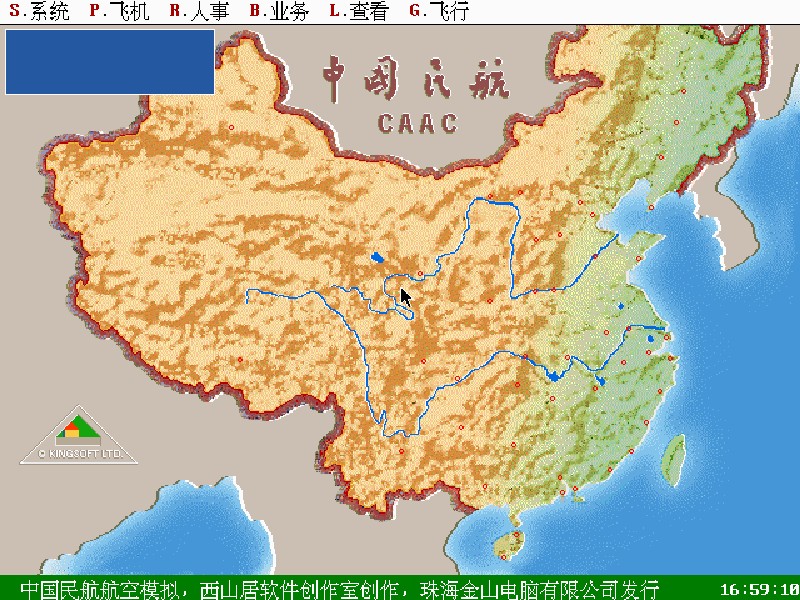 S.系统 P.飞机 R.人事 B.业务 L.查看 G.飞行
中国民航
CAAC
© KINGSOFT LTD.
中国民航航空模拟，西山居软件创作室创作，珠海金山电脑有限公司发行 16:59:10